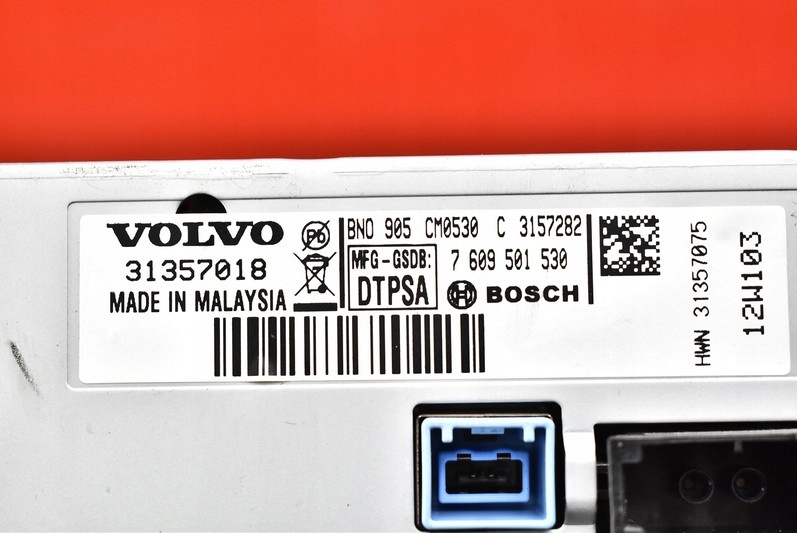 VOLVO
31357018
MADE IN MALAYSIA
Pb
BNO 905 CM0530 C 3157282
MFG-GSDB:
DTPSA
7 609 501 530
BOSCH
HWN 31357075
12W103